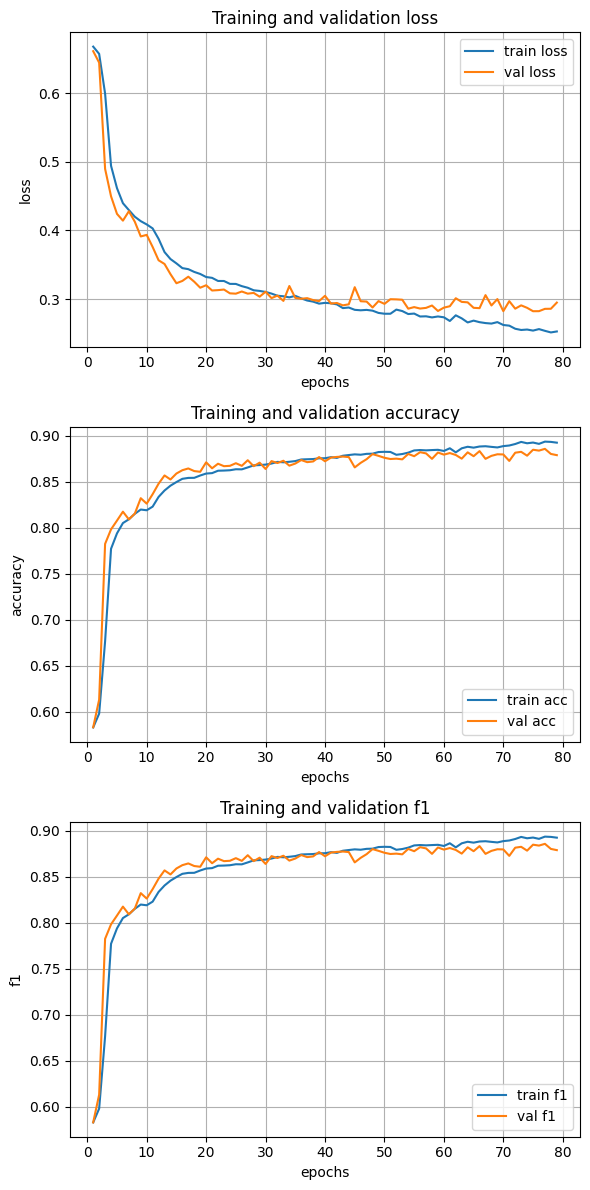 Training and validation loss
train loss
val loss
0.6
0.5
0.4
0.3
loss
0 10 20 30 40 50 60 70 80
epochs
Training and validation accuracy
0.90
0.85
0.80
0.75
0.70
0.65
0.60
accuracy
train acc
val acc
0 10 20 30 40 50 60 70 80
epochs
Training and validation f1
0.90
0.85
0.80
0.75
0.70
0.65
0.60
f1
train f1
val f1
0 10 20 30 40 50 60 70 80
epochs